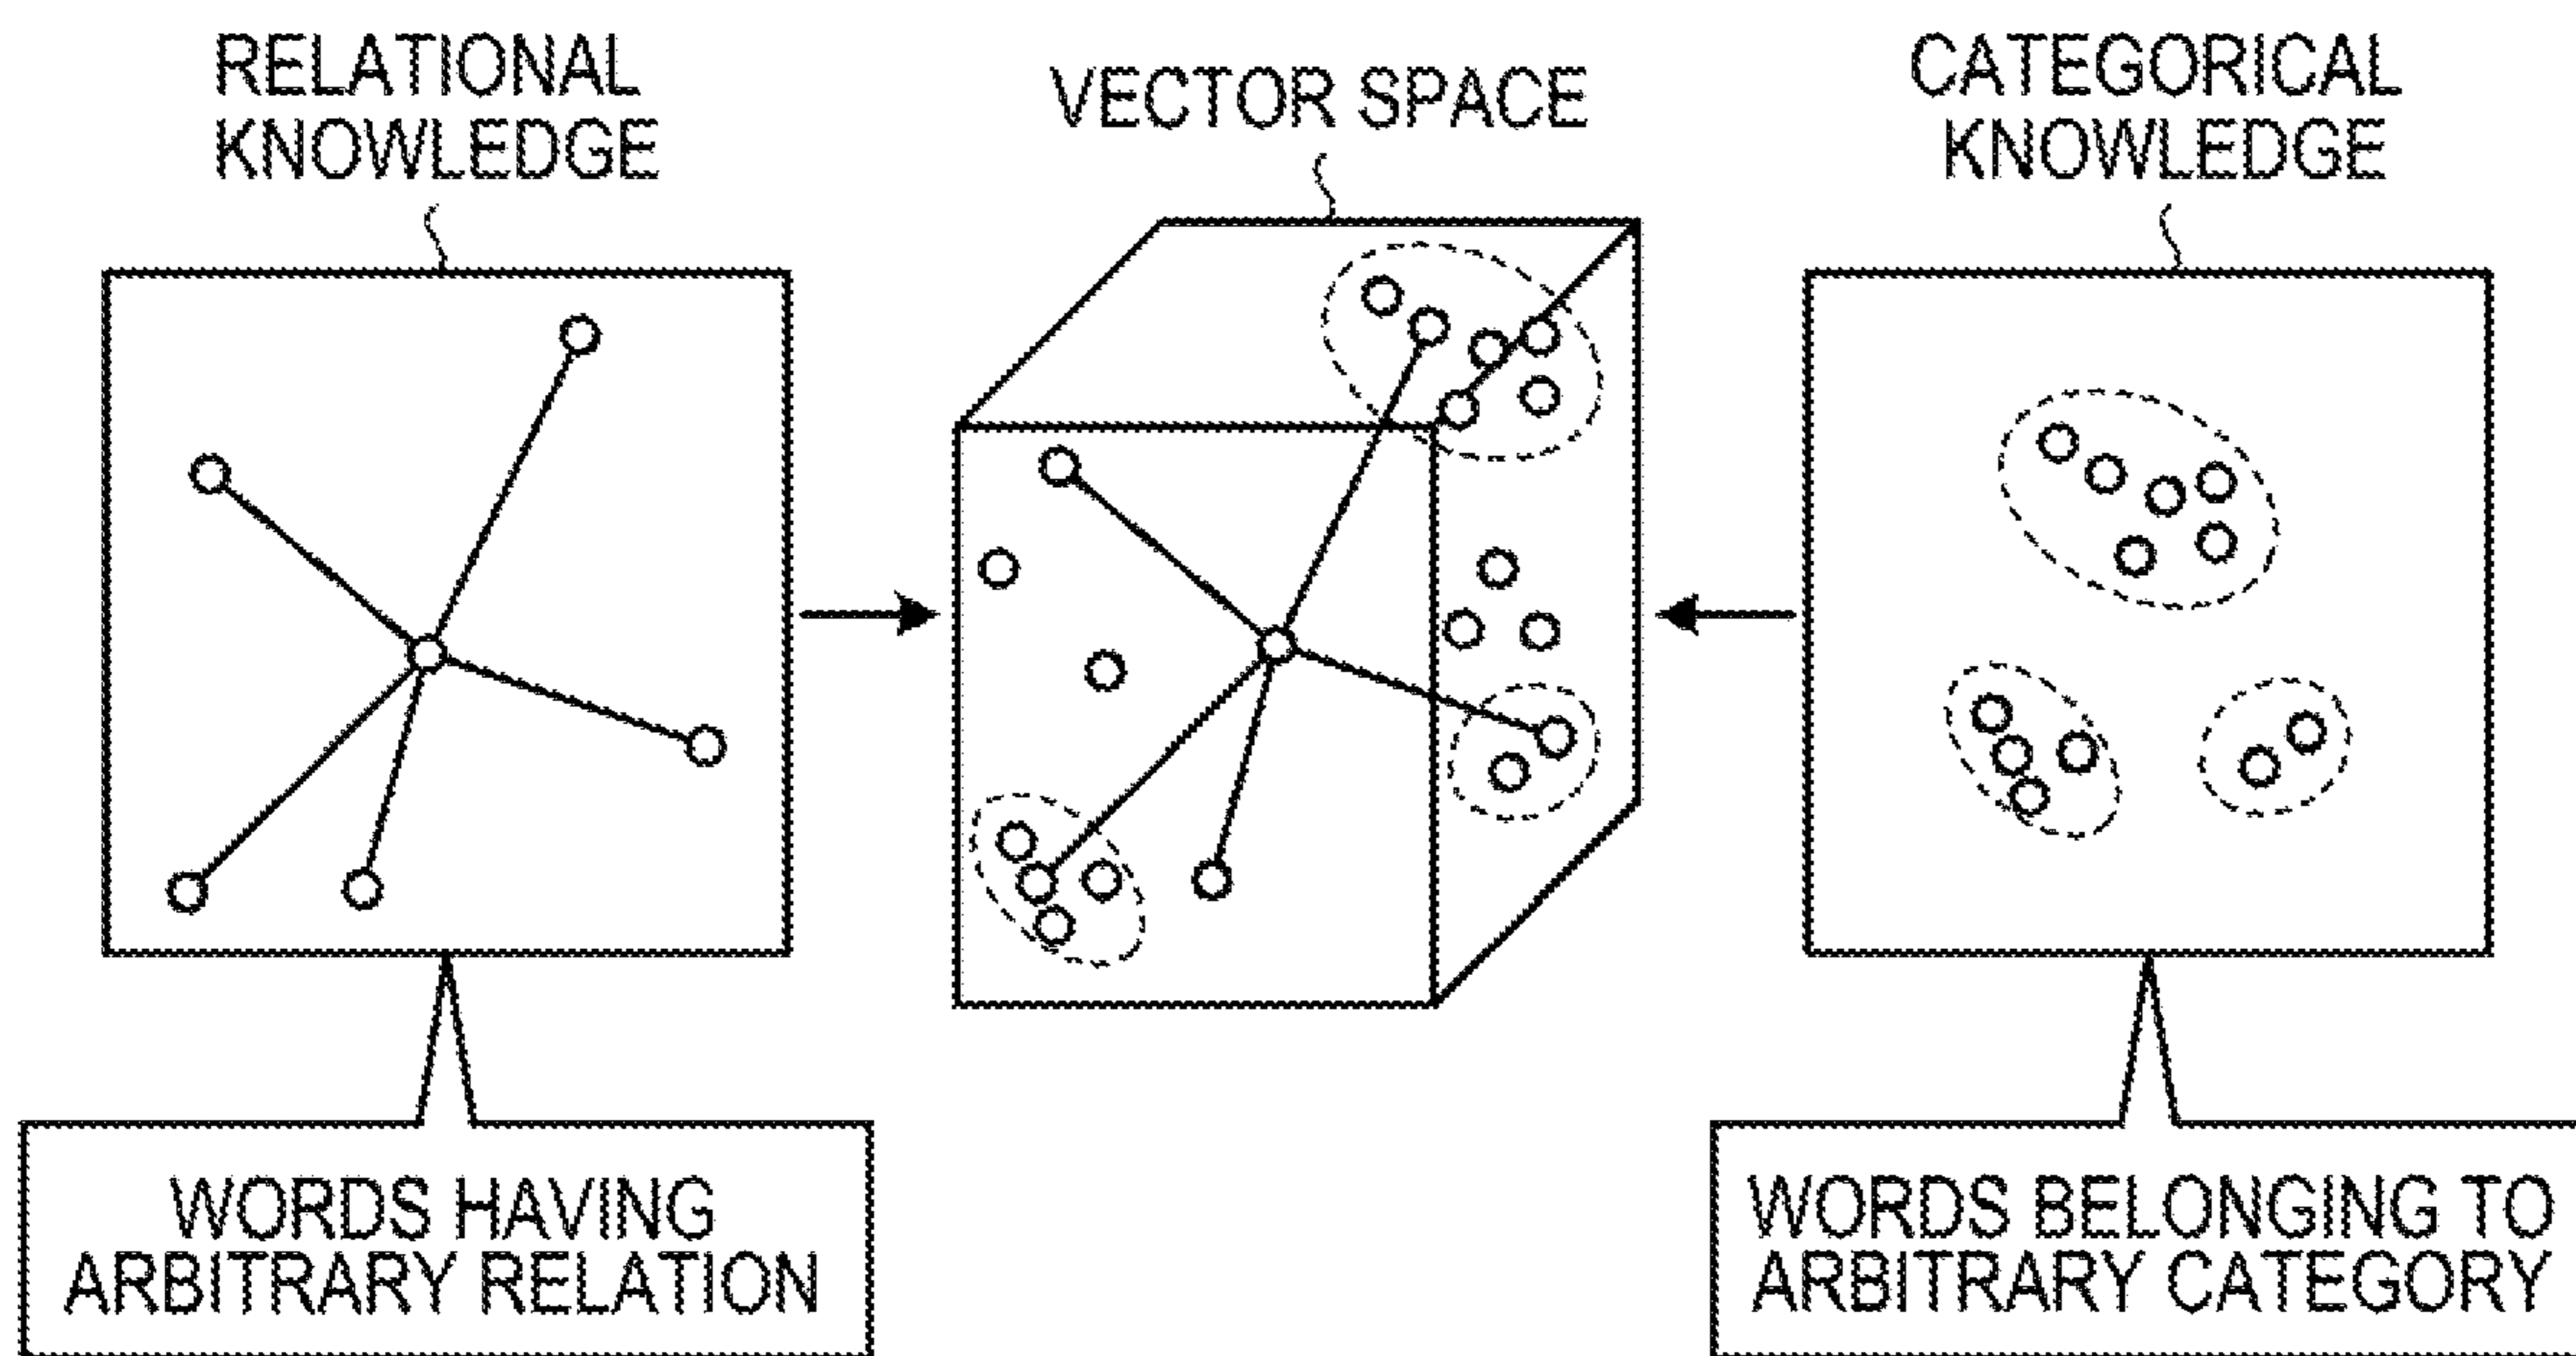 RELATIONAL
KNOWLEDGE
VECTOR SPACE
CATEGORICAL
KNOWLEDGE
WORDS HAVING
ARBITRARY RELATION
WORDS BELONGING TO
ARBITRARY CATEGORY